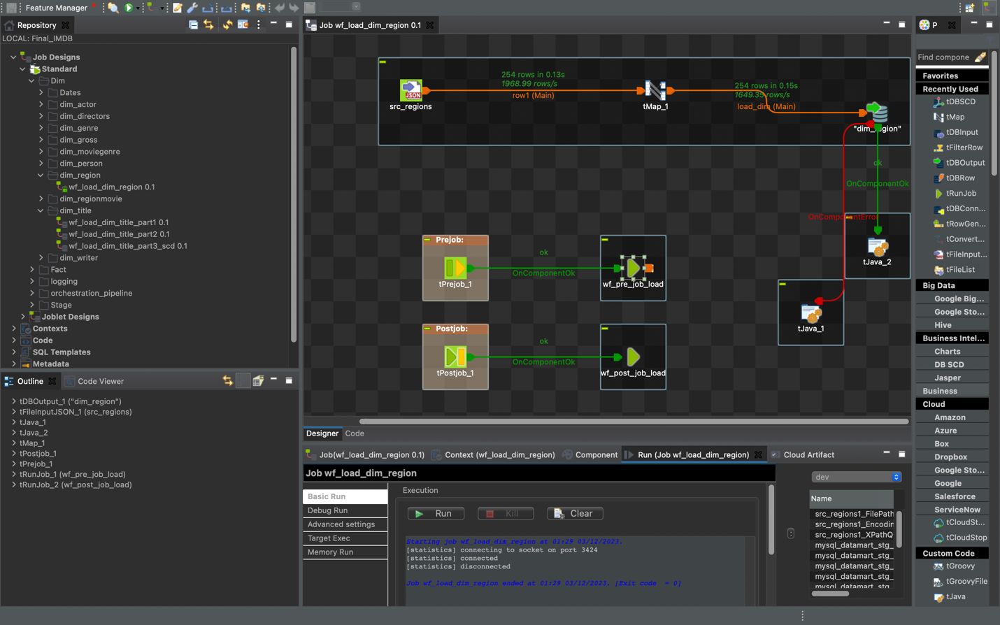 Feature Manager
Repository
LOCAL: Final_IMDB
Job Designs
Standard
Dim
Dates
dim_actor
dim_directors
dim_genre
dim_gross
dim_moviegenre
dim_person
dim_region
wf_load_dim_region 0.1
dim_regionmovie
dim_title
wf_load_dim_title_part1 0.1
wf_load_dim_title_part2 0.1
wf_load_dim_title_part3_scd 0.1
dim_writer
Fact
logging
orchestration_pipeline
Stage
Joblet Designs
Contexts
Code
SQL Templates
Metadata
Outline
Code Viewer
tDBOutput_1 ("dim_region")
tFileInputJSON_1 (src_regions)
tJava_1
tJava_2
tMap_1
tPostjob_1
tPrejob_1
tRunJob_1 (wf_pre_job_load)
tRunJob_2 (wf_post_job_load)
Job wf_load_dim_region 0.1
254 rows in 0.13s
1968.99 rows/s
row1 (Main)
JSON
src_regions
tMap_1
254 rows in 0.15s
1649.35 rows/s
load_dim (Main)
"dim_region"
ok
OnComponentOk
OnComponentError
tJava_2
tJava_1
Prejob:
tPrejob_1
ok
OnComponentOk
wf_pre_job_load
Postjob:
tPostjob_1
ok
OnComponentOk
wf_post_job_load
Designer
Code
Job(wf_load_dim_region 0.1)
Context (wf_load_dim_region)
Component
Run (Job wf_load_dim_region)
Cloud Artifact
Job wf_load_dim_region
Basic Run
Debug Run
Advanced settings
Target Exec
Memory Run
Execution
Run
Kill
Clear
Starting job wf_load_dim_region at 01:29 03/12/2023.
[statistics] connecting to socket on port 3424
[statistics] connected
[statistics] disconnected
Job wf_load_dim_region ended at 01:29 03/12/2023. [Exit code = 0]
dev
Name
src_regions1_FilePath
src_regions1_Encodin
src_regions1_XPathQ
mysql_datamart_stg_
mysql_datamart_stg_
mysql_datamart_stg_
mysql_datamart_stg_
mysql_datamart_stg_
P
Find compone
Favorites
Recently Used
tDBSCD
tMap
tDBInput
tFilterRow
tDBOutput
tDBRow
tRunJob
tDBConn...
tRowGen...
tConvert...
tFileInput...
tFileList
Big Data
Google Big...
Google Sto...
Hive
Business Intel...
Charts
DB SCD
Jasper
Business
Cloud
Amazon
Azure
Box
Dropbox
Google Sto...
Google
Salesforce
ServiceNow
tCloudSt...
tCloudStop
Custom Code
tGroovy
tGroovyFile
tJava